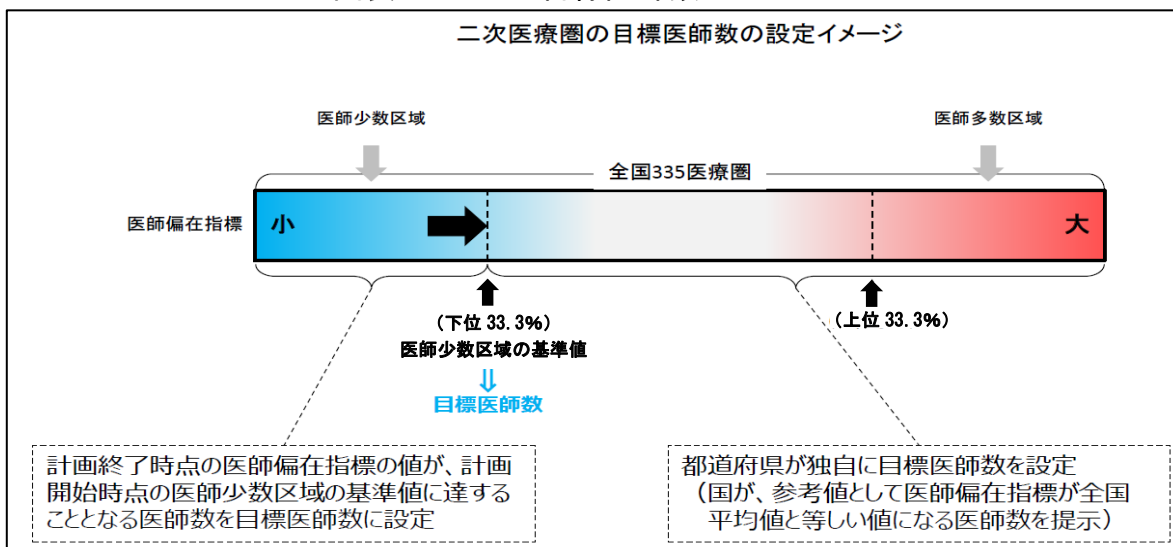 二次医療圏の目標医師数の設定イメージ
医師少数区域
医師多数区域
全国335医療圏
医師偏在指標
小
大
（下位 33.3%）
医師少数区域の基準値
⇓
目標医師数
（上位 33.3%）
計画終了時点の医師偏在指標の値が、計画
開始時点の医師少数区域の基準値に達する
こととなる医師数を目標医師数に設定
都道府県が独自に目標医師数を設定
（国が、参考値として医師偏在指標が全国
平均値と等しい値になる医師数を提示）